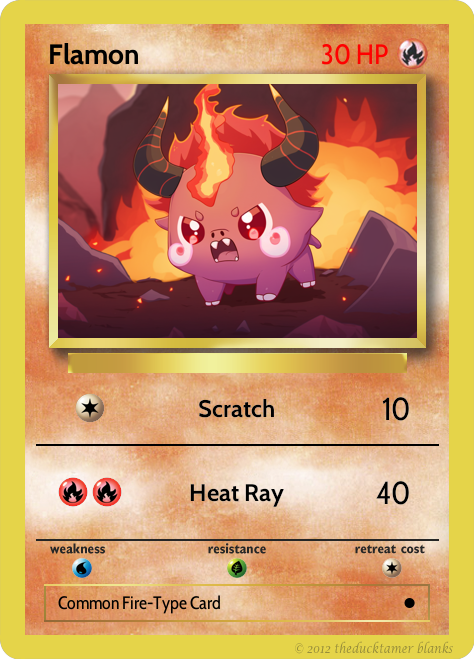 Flamon 30 HP
Scratch 10
Heat Ray 40
weakness resistance retreat cost
Common Fire-Type Card
© 2012 theducktamer blanks